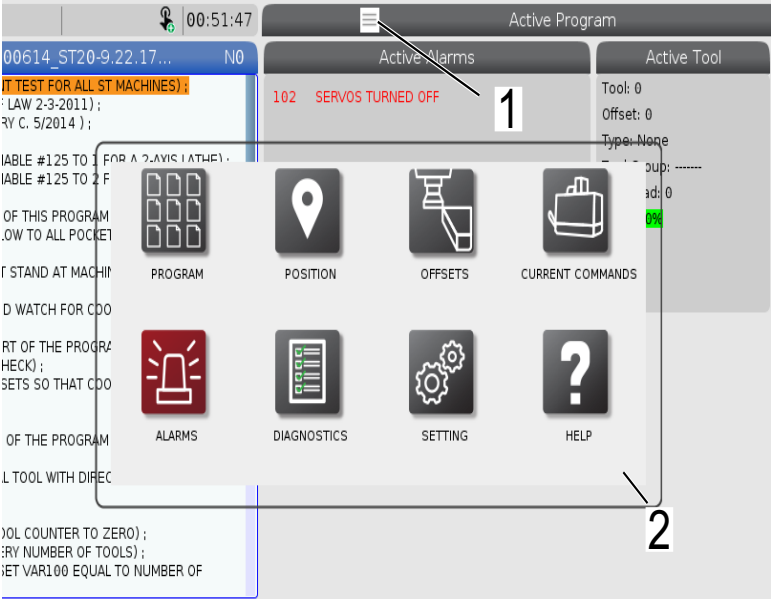 00:51:47
Active Program
00614_ST20-9.22.17... N0
Active Alarms
Active Tool
NT TEST FOR ALL ST MACHINES) ;
LAW 2-3-2011) ;
RY C. 5/2014 ) ;
IABLE #125 TO 1 FOR A 2-AXIS LATHE) ;
IABLE #125 TO 2 F
OF THIS PROGRAM
LOW TO ALL POCKET
T STAND AT MACHIN
D WATCH FOR COO
RT OF THE PROGRA
HECK) ;
SETS SO THAT COO
OF THE PROGRAM
L TOOL WITH DIREC
OOL COUNTER TO ZERO) ;
ERY NUMBER OF TOOLS) ;
SET VAR100 EQUAL TO NUMBER OF
102 SERVOS TURNED OFF
1
Tool: 0
Offset: 0
Type: None
oup: -------
ad: 0
0%
PROGRAM
POSITION
OFFSETS
CURRENT COMMANDS
ALARMS
DIAGNOSTICS
SETTING
HELP
2